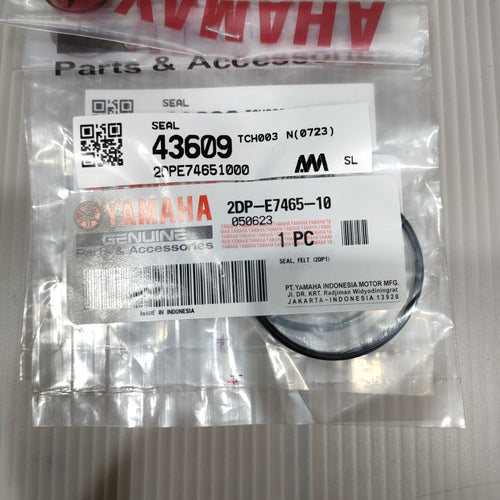 YAMAHA
Parts & Accessories
SEAL
SEAL
43609 TCH003 N(0723)
2DPE74651000
AM SL
YAMAHA
GENUINE
Parts & Accessories
2DP-E7465-10
050623
1 PC
SEAL, FELT (2DP1)
PT.YAMAHA INDONESIA MOTOR MFG.
JL. DR. KRT. Radjiman Widyodiningrat
JAKARTA-INDONESIA 13920
MADE IN INDONESIA